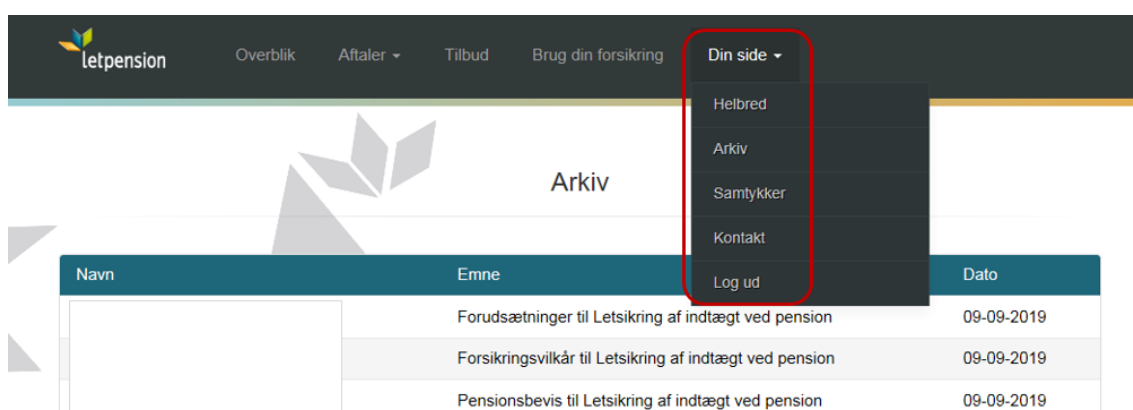 letpension Overblik Aftaler Tilbud Brug din forsikring Din side
Helbred
Arkiv
Samtykker
Kontakt
Log ud
Arkiv
Navn Emne Dato
Forudsætninger til Letsikring af indtægt ved pension 09-09-2019
Forsikringsvilkår til Letsikring af indtægt ved pension 09-09-2019
Pensionsbevis til Letsikring af indtægt ved pension 09-09-2019